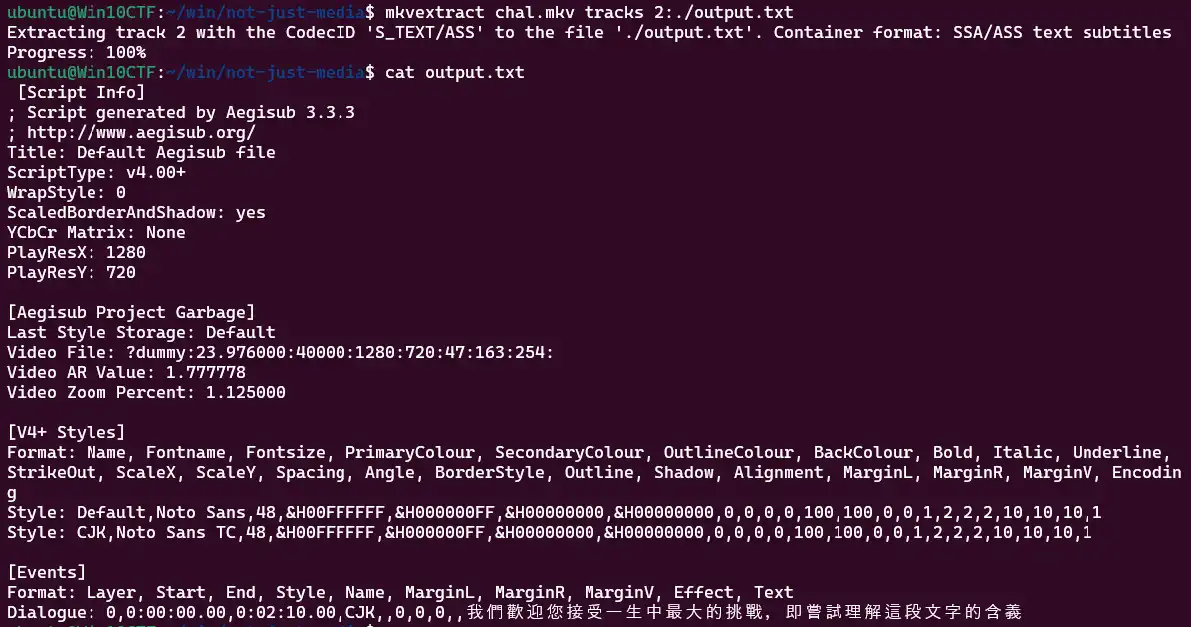 ubuntu@Win10CTF:~/win/not-just-media$ mkvextract chal.mkv tracks 2:./output.txt
Extracting track 2 with the CodecID 'S_TEXT/ASS' to the file './output.txt'. Container format: SSA/ASS text subtitles
Progress: 100%
ubuntu@Win10CTF:~/win/not-just-media$ cat output.txt
[Script Info]
; Script generated by Aegisub 3.3.3
; http://www.aegisub.org/
Title: Default Aegisub file
ScriptType: v4.00+
WrapStyle: 0
ScaledBorderAndShadow: yes
YCbCr Matrix: None
PlayResX: 1280
PlayResY: 720
[Aegisub Project Garbage]
Last Style Storage: Default
Video File: ?dummy:23.976000:40000:1280:720:47:163:254:
Video AR Value: 1.777778
Video Zoom Percent: 1.125000
[V4+ Styles]
Format: Name, Fontname, Fontsize, PrimaryColour, SecondaryColour, OutlineColour, BackColour, Bold, Italic, Underline,
StrikeOut, ScaleX, ScaleY, Spacing, Angle, BorderStyle, Outline, Shadow, Alignment, MarginL, MarginR, MarginV, Encodin
g
Style: Default,Noto Sans,48,&H00FFFFFF,&H000000FF,&H00000000,&H00000000,0,0,0,0,100,100,0,0,1,2,2,2,10,10,10,1
Style: CJK,Noto Sans TC,48,&H00FFFFFF,&H000000FF,&H00000000,&H00000000,0,0,0,0,100,100,0,0,1,2,2,2,10,10,10,1
[Events]
Format: Layer, Start, End, Style, Name, MarginL, MarginR, MarginV, Effect, Text
Dialogue: 0,0:00:00.00,0:02:10.00,CJK,,0,0,0,,我們歡迎您接受一生中最大的挑戰，即嘗試理解這段文字的含義